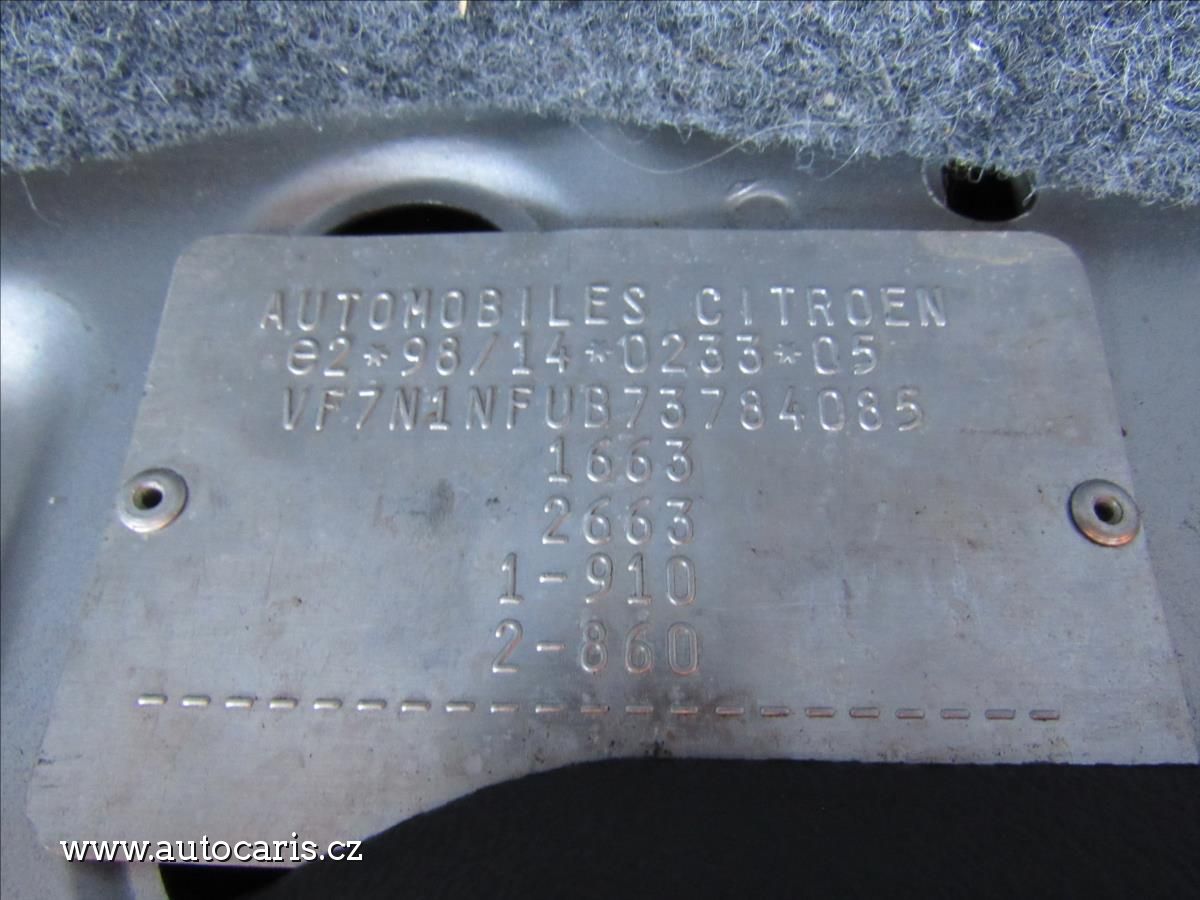 AUTOMOBILES CITROEN
e2*98/14*0233*05
VF7N1NFUB73784085
1663
2663
1-910
2-860
---------------------
www.autocaris.cz